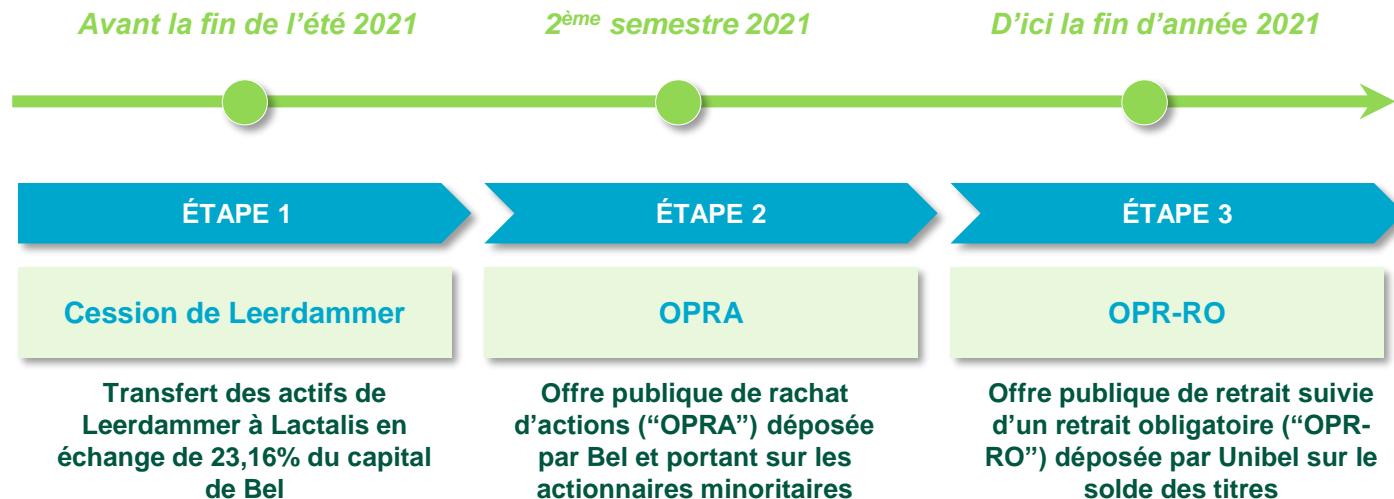 Avant la fin de l'été 2021
2ème semestre 2021
D'ici la fin d'année 2021
ÉTAPE 1
ÉTAPE 2
ÉTAPE 3
Cession de Leerdammer
OPRA
OPR-RO
Transfert des actifs de
Leerdammer à Lactalis en
échange de 23,16% du capital
de Bel
Offre publique de rachat
d'actions (“OPRA”) déposée
par Bel et portant sur les
actionnaires minoritaires
Offre publique de retrait suivie
d'un retrait obligatoire (“OPR-
RO”) déposée par Unibel sur le
solde des titres